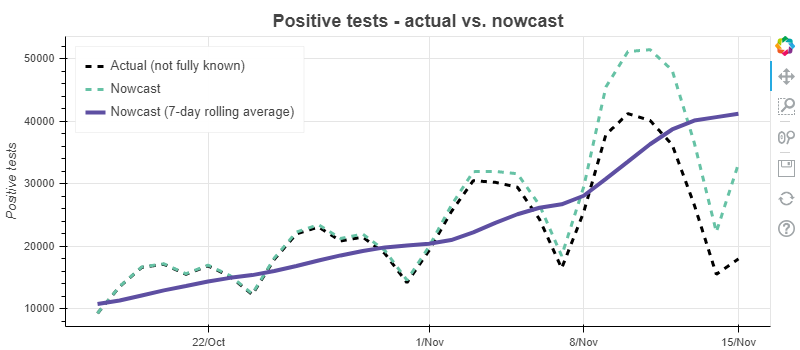 Positive tests - actual vs. nowcast
Actual (not fully known)
Nowcast
Nowcast (7-day rolling average)
Positive tests
50000
40000
30000
20000
10000
22/Oct
1/Nov
8/Nov
15/Nov